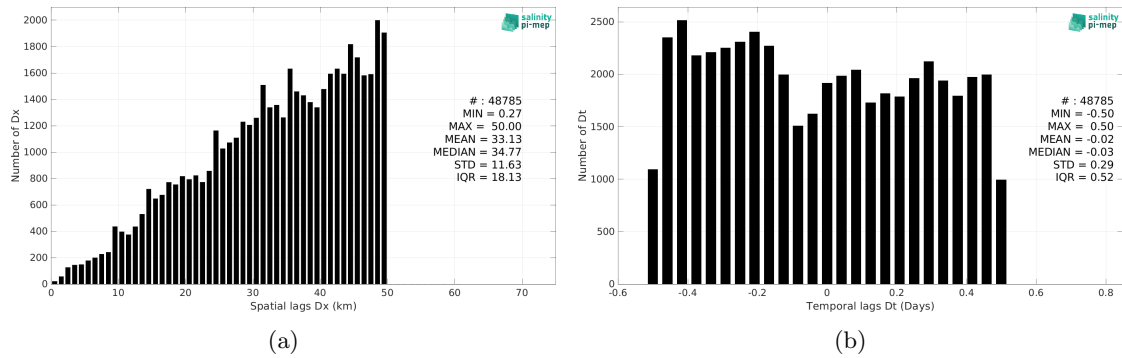 2000
1800
1600
1400
1200
1000
800
600
400
200
0
Number of Dx
salinity
pi-mep
# : 48785
MIN = 0.27
MAX = 50.00
MEAN = 33.13
MEDIAN = 34.77
STD = 11.63
IQR = 18.13
0 10 20 30 40 50 60 70
Spatial lags Dx (km)
(a)
2500
2000
1500
1000
500
0
Number of Dt
salinity
pi-mep
# : 48785
MIN = -0.50
MAX = 0.50
MEAN = -0.02
MEDIAN = -0.03
STD = 0.29
IQR = 0.52
-0.6 -0.4 -0.2 0 0.2 0.4 0.6 0.8
Temporal lags Dt (Days)
(b)